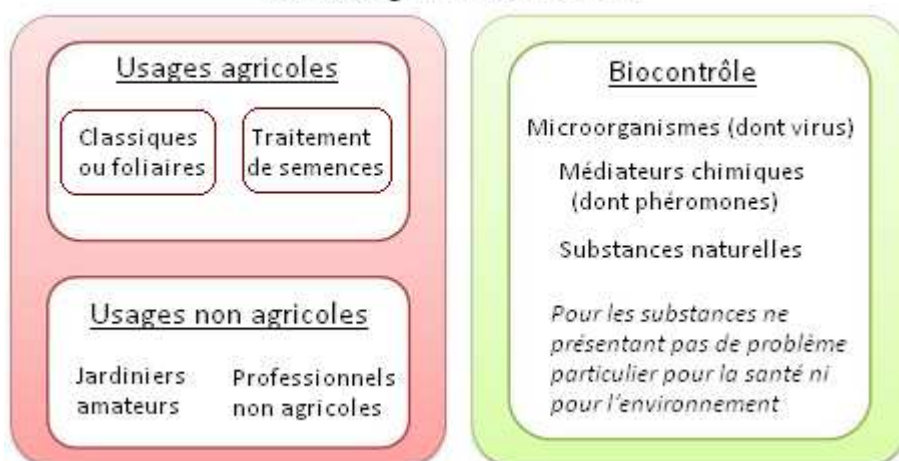 Usages agricoles
Classiques
ou foliaires
Traitement
de semences
Usages non agricoles
Jardiniers
amateurs
Professionnels
non agricoles
Biocontrôle
Microorganismes (dont virus)
Médiateurs chimiques
(dont phéromones)
Substances naturelles
Pour les substances ne
présentant pas de problème
particulier pour la santé ni
pour l'environnement